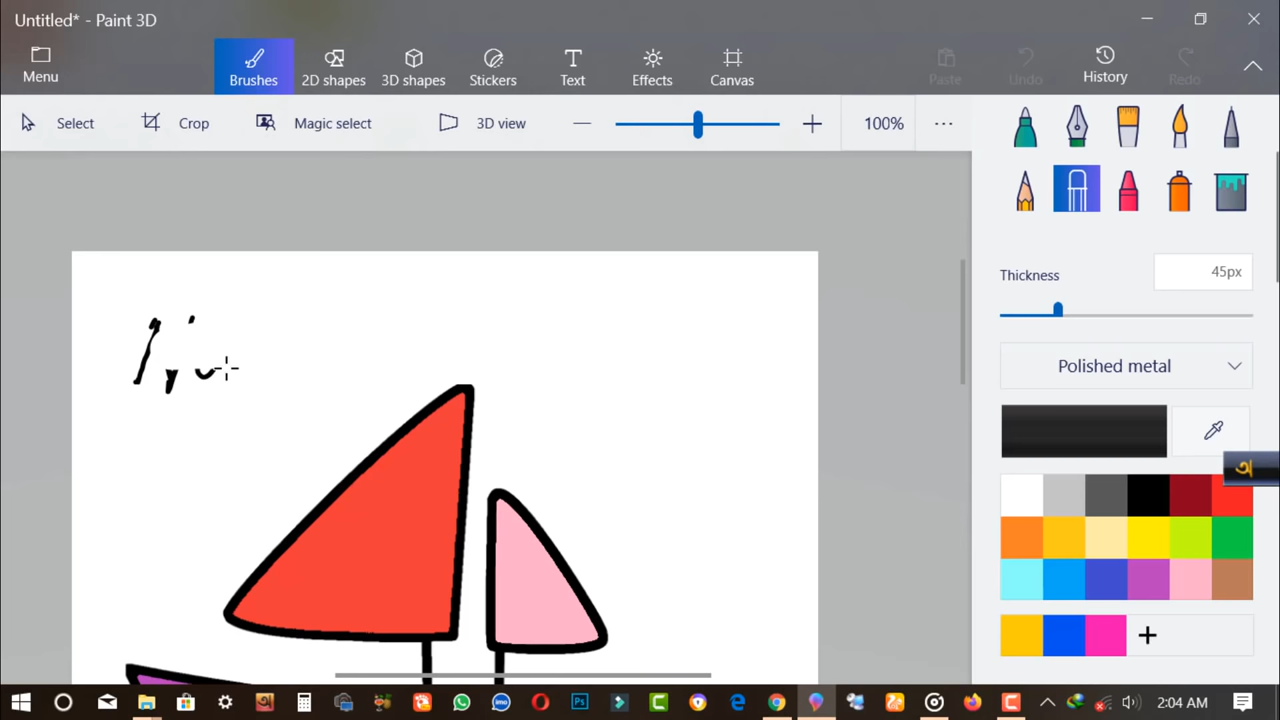 Untitled* - Paint 3D
Menu
Brushes
2D shapes
3D shapes
Stickers
Text
Effects
Canvas
Paste
Undo
History
Redo
Select
Crop
Magic select
3D view
100%
Thickness
45px
Polished metal
অ
2:04 AM